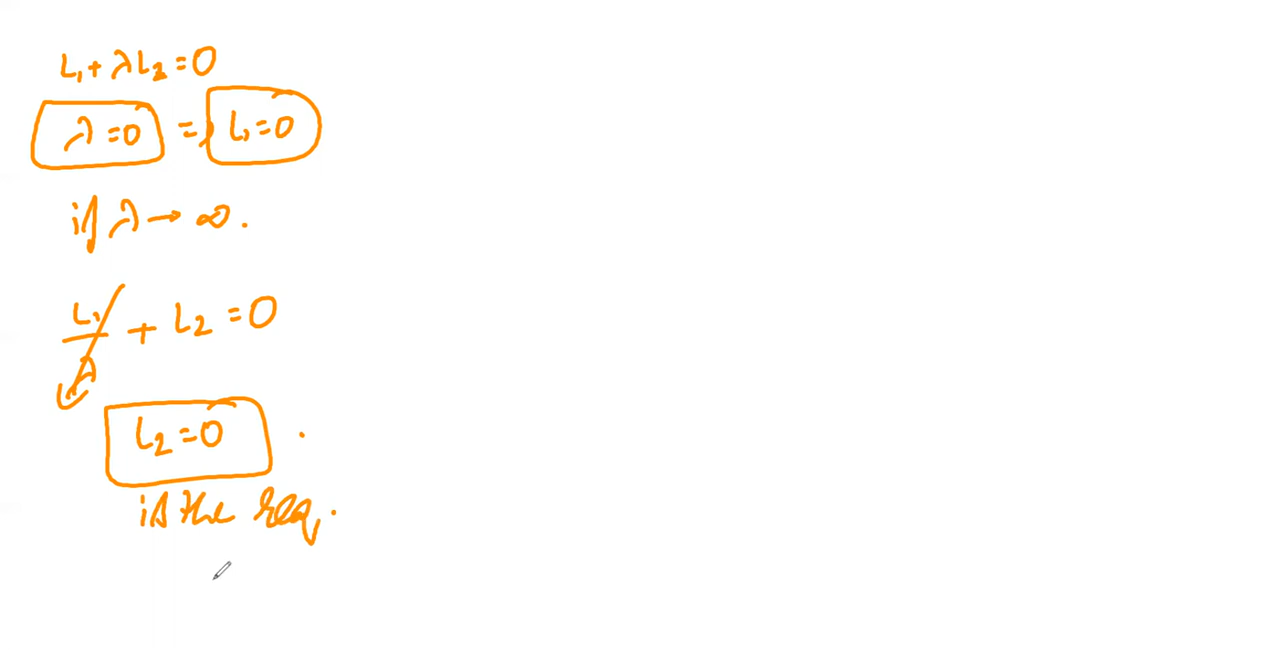 L₁ + λL₂ = 0
λ = 0 ⇒ L₁ = 0
if λ → ∞.
L₁/λ + L₂ = 0
L₂ = 0.
is the req.